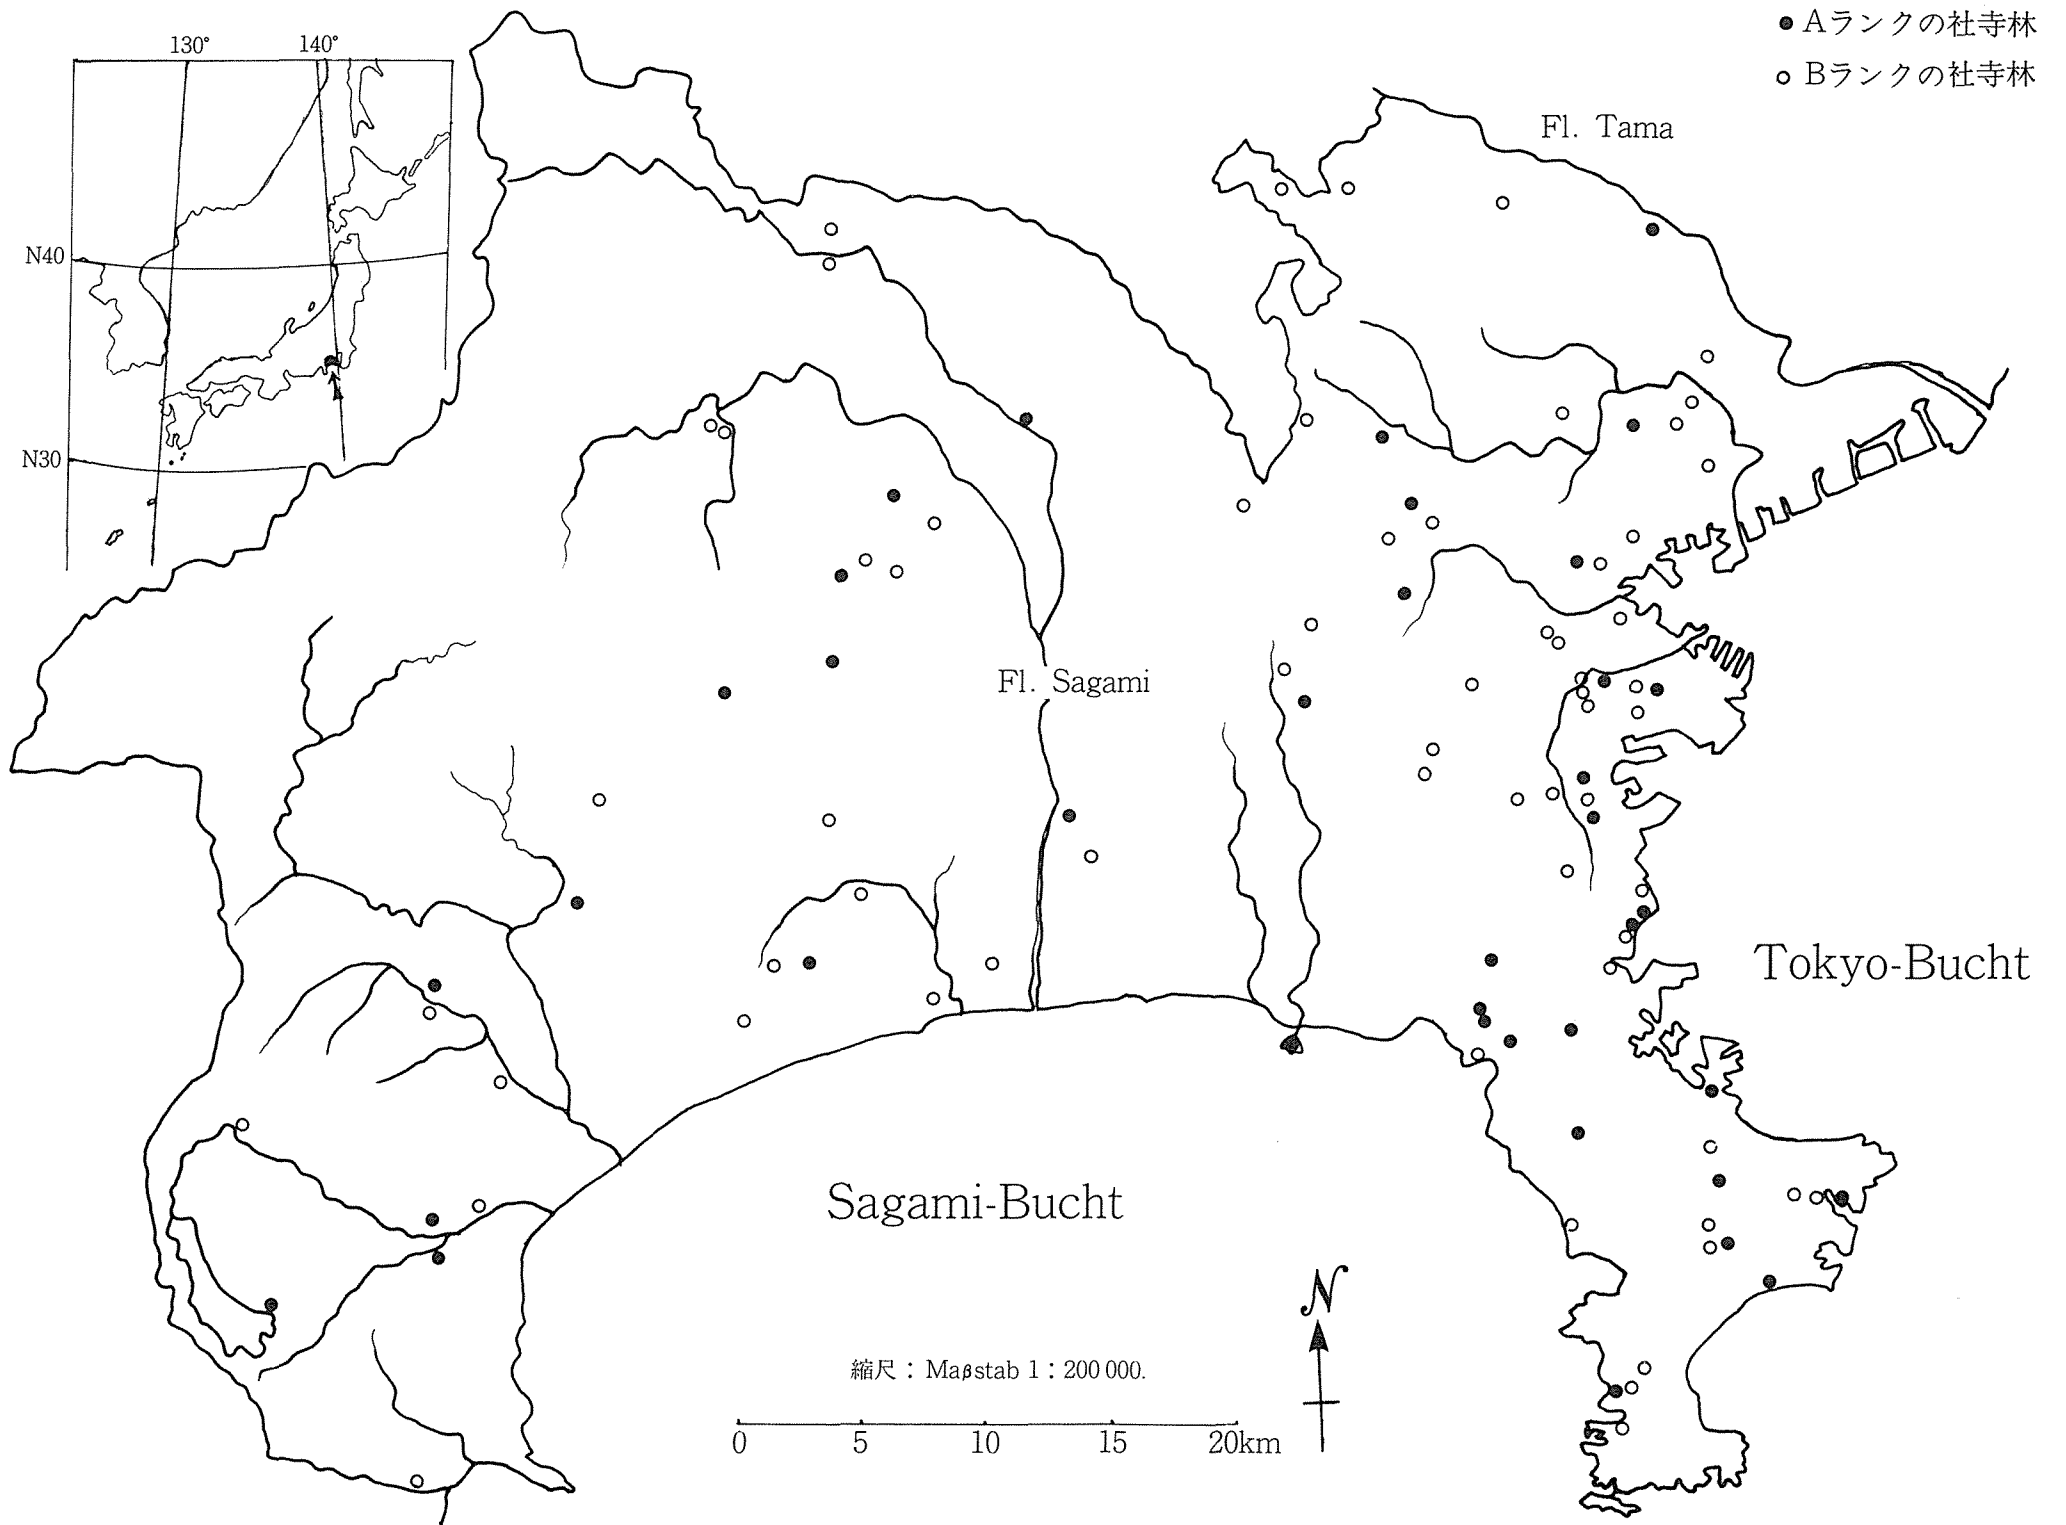 ● Aランクの社寺林
○ Bランクの社寺林
130° 140°
N40
N30
Fl. Tama
Fl. Sagami
Tokyo-Bucht
Sagami-Bucht
N
縮尺：Maßstab 1：200 000.
0 5 10 15 20km